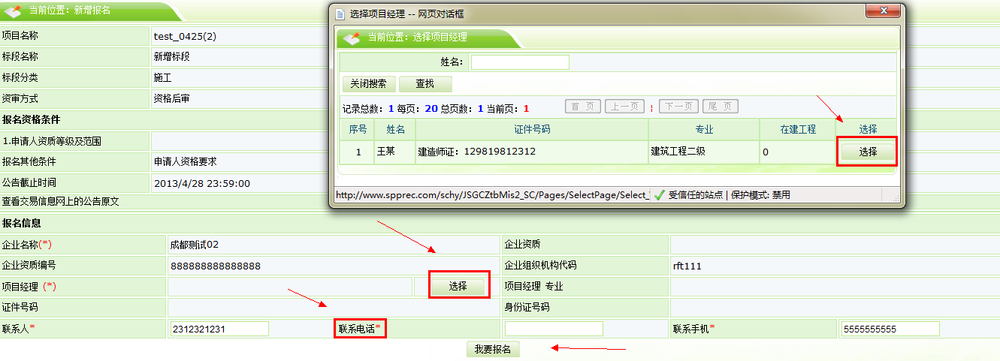 当前位置：新增报名
项目名称 test_0425(2)
标段名称 新增标段
标段分类 施工
资审方式 资格后审
报名资格条件
1.申请人资质等级及范围
报名其他条件 申请人资格要求
公告截止时间 2013/4/28 23:59:00
查看交易信息网上的公告原文
选择项目经理 -- 网页对话框
当前位置：选择项目经理
姓名：
关闭搜索 查找
记录总数：1 每页：20 总页数：1 当前页：1 首 页 上一页 ¦ 下一页 尾 页
序号 姓名 证件号码 专业 在建工程 选择
1 王某 建造师证：129819812312 建筑工程二级 0 选择
http://www.spprec.com/schy/JSGCZtbMis2_SC/Pages/SelectPage/Select_ 受信任的站点 | 保护模式: 禁用
报名信息
企业名称(*) 成都测试02 企业资质
企业资质编号 888888888888888 企业组织机构代码 rft111
项目经理 (*) 选择 项目经理 专业
证件号码 身份证号码
联系人* 2312321231 联系电话* 联系手机* 5555555555
我要报名